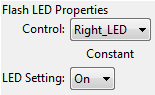 Flash LED Properties
Control: Right_LED
Constant
LED Setting: On